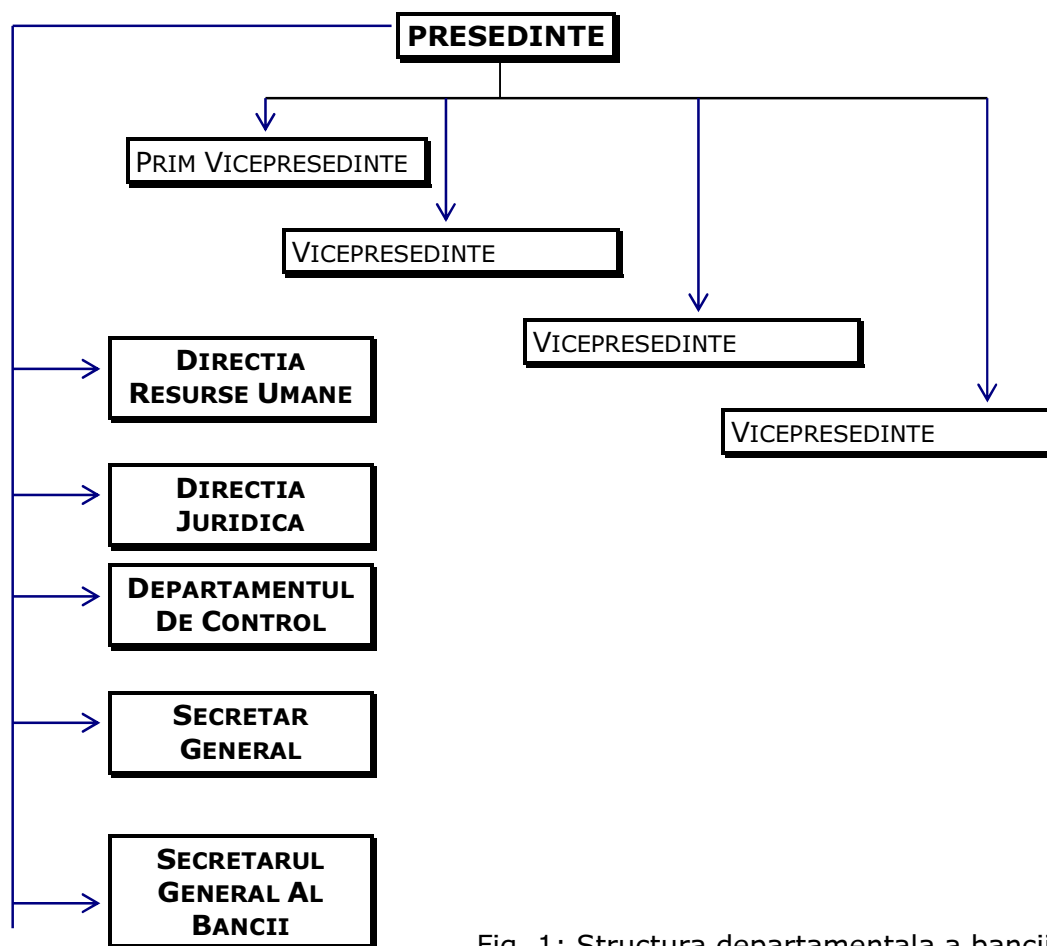 PRESEDINTE
PRIM VICEPRESEDINTE
VICEPRESEDINTE
VICEPRESEDINTE
DIRECTIA
RESURSE UMANE
VICEPRESEDINTE
DIRECTIA
JURIDICA
DEPARTAMENTUL
DE CONTROL
SECRETAR
GENERAL
SECRETARUL
GENERAL AL
BANCII
Fig. 1: Structura departamentala a bancii